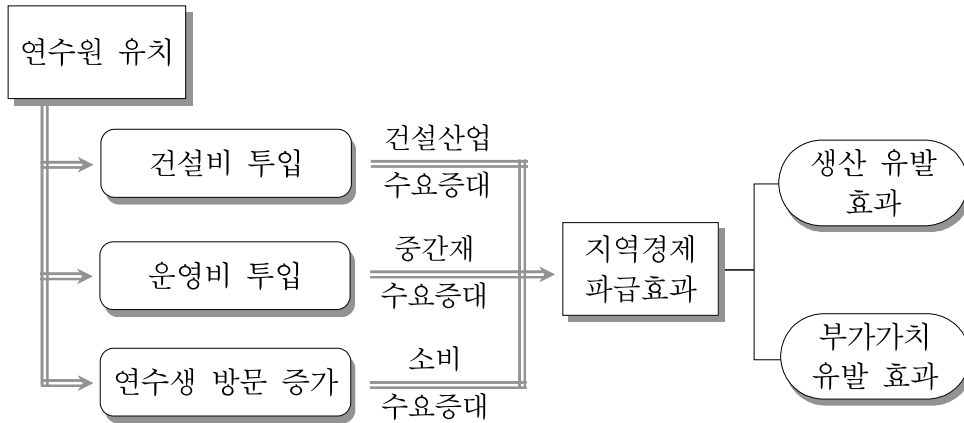 연수원 유치
건설비 투입
건설산업
수요증대
운영비 투입
중간재
수요증대
연수생 방문 증가
소비
수요증대
지역경제
파급효과
생산 유발
효과
부가가치
유발 효과